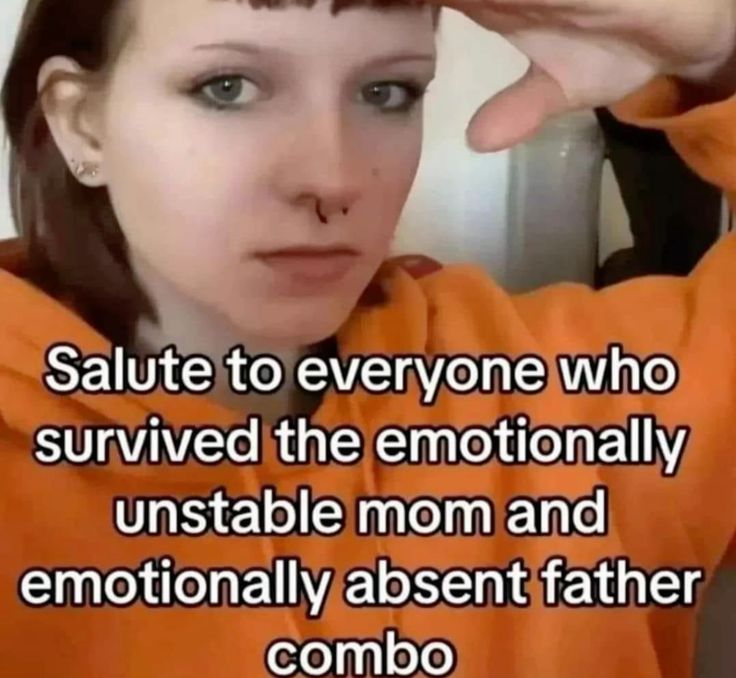 Salute to everyone who
survived the emotionally
unstable mom and
emotionally absent father
combo